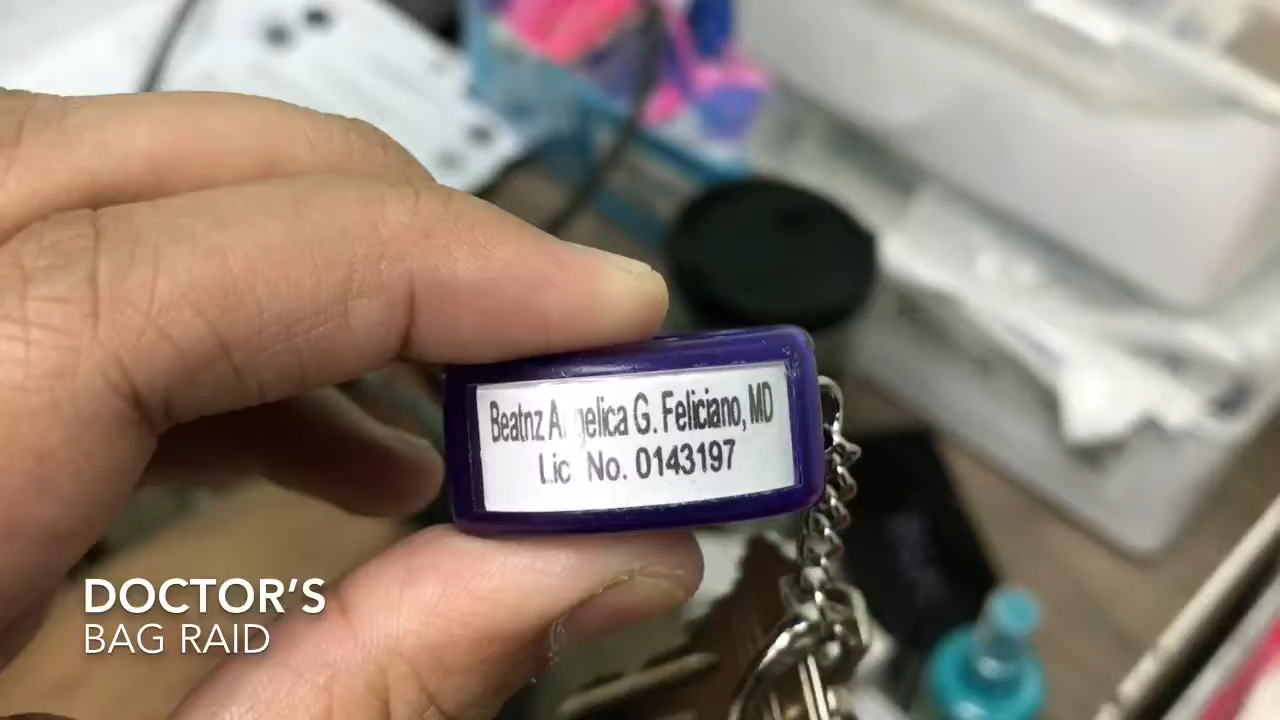 Beatriz Angelica G. Feliciano, MD
Lic No. 0143197
DOCTOR'S
BAG RAID